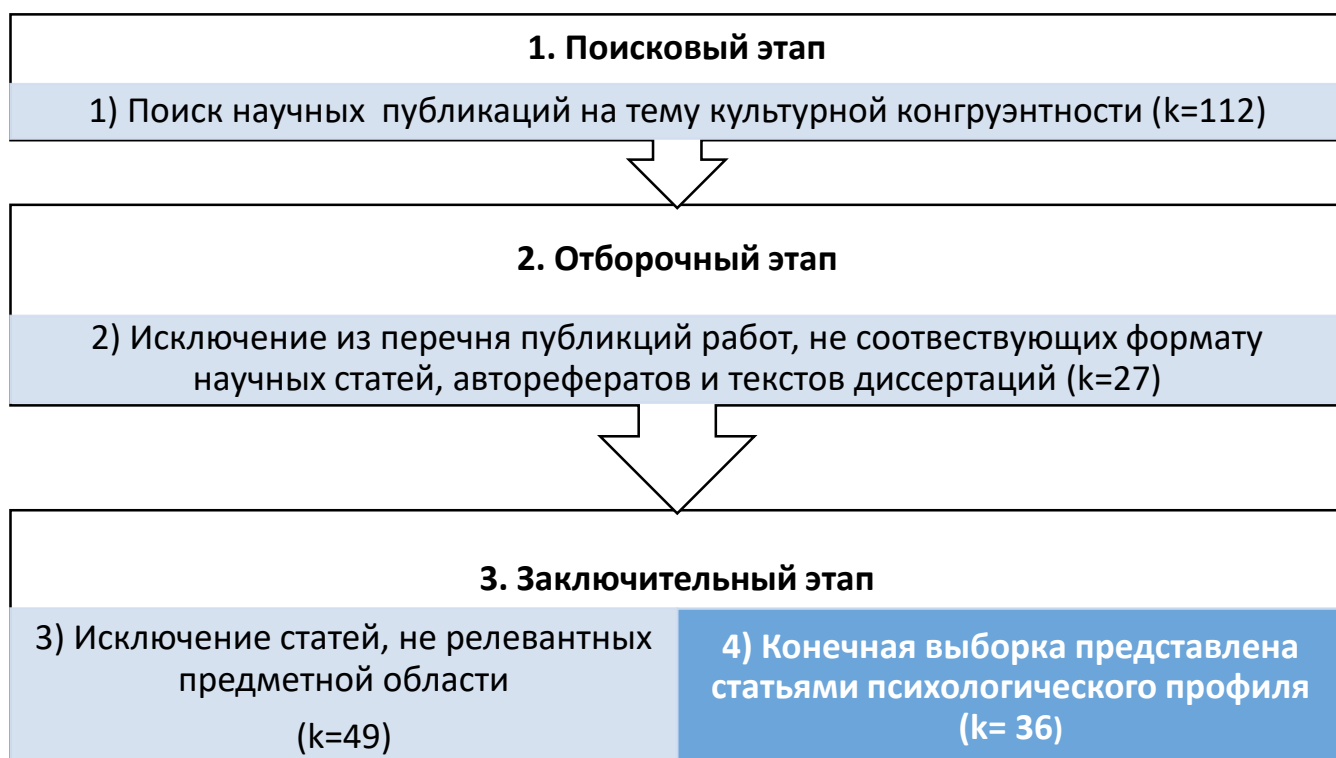 1. Поисковый этап
1) Поиск научных  публикаций на тему культурной конгруэнтности (k=112)
2. Отборочный этап
2) Исключение из перечня публикций работ, не соотвествующих формату
научных статей, авторефератов и текстов диссертаций (k=27)
3. Заключительный этап
3) Исключение статей, не релевантных
предметной области
(k=49)
4) Конечная выборка представлена
статьями психологического профиля
(k= 36)